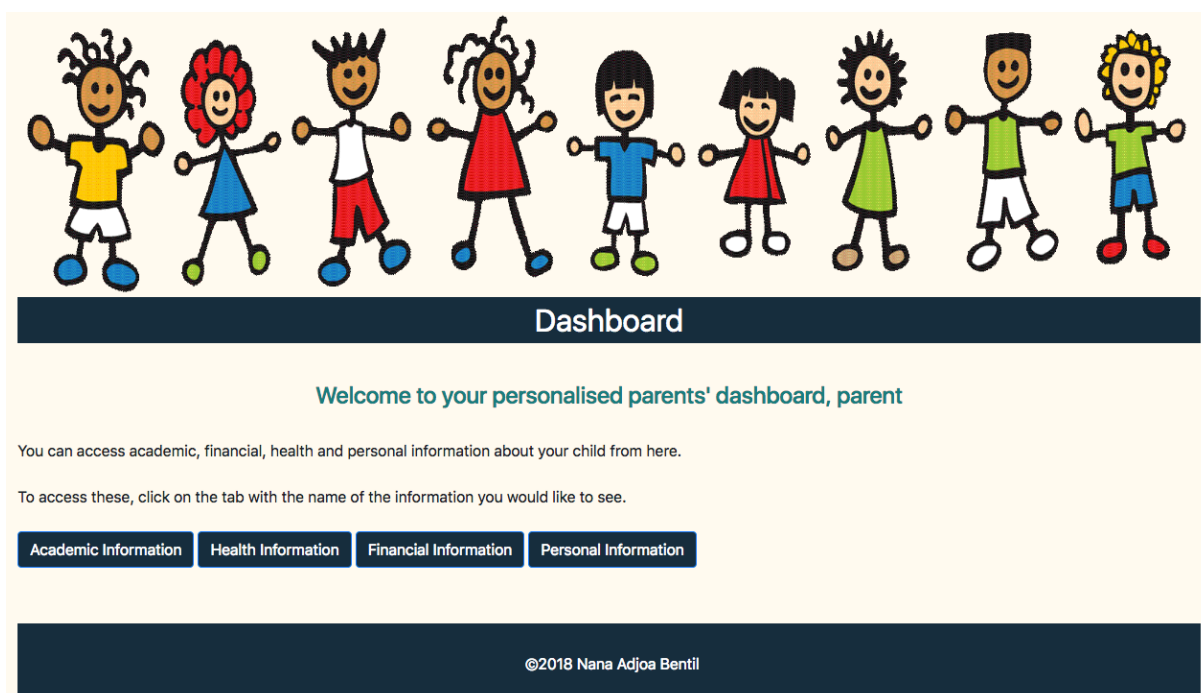 Dashboard
Welcome to your personalised parents' dashboard, parent
You can access academic, financial, health and personal information about your child from here.
To access these, click on the tab with the name of the information you would like to see.
Academic Information Health Information Financial Information Personal Information
©2018 Nana Adjoa Bentil